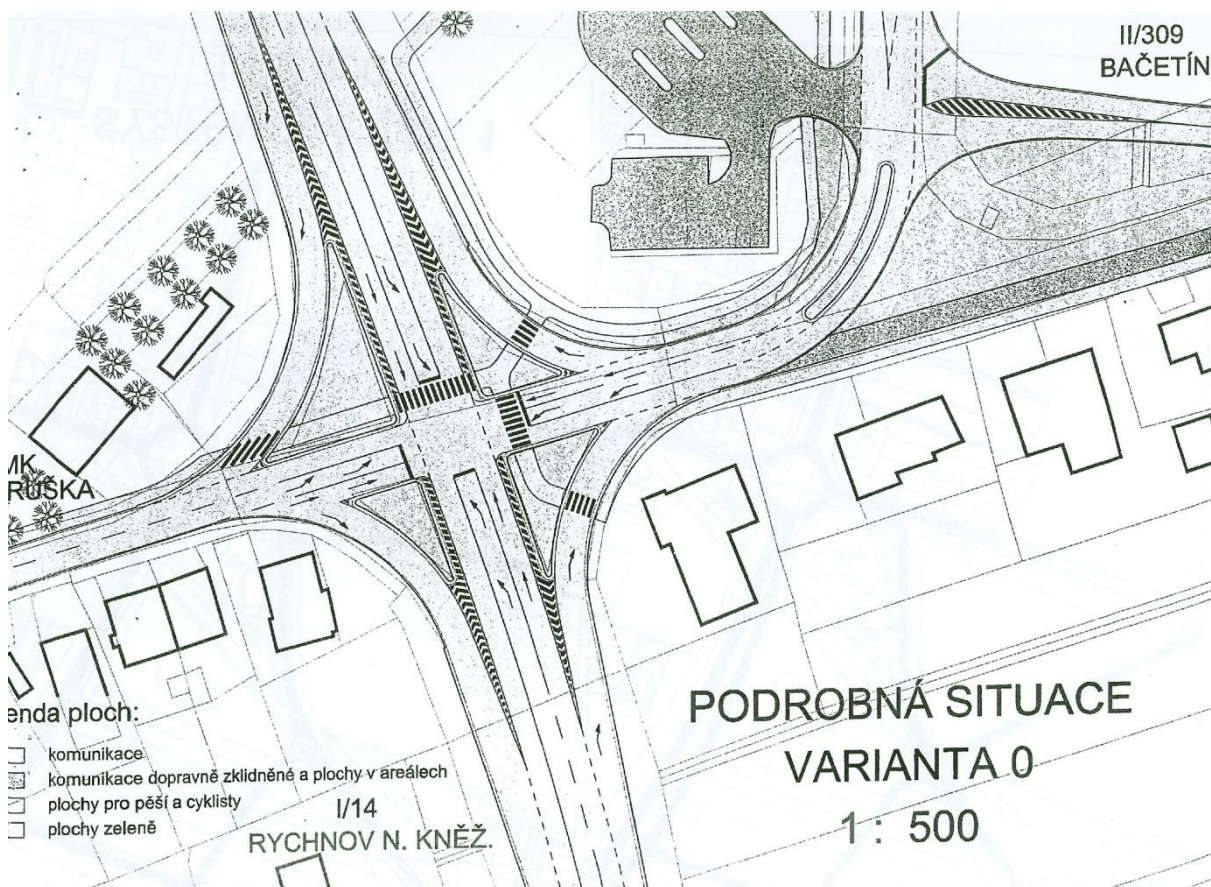 II/309
BAČETÍN
MK
RUŠKA
enda ploch:
komunikace
komunikace dopravně zklidněné a plochy v areálech
plochy pro pěší a cyklisty
plochy zeleně
I/14
RYCHNOV N. KNĚŽ.
PODROBNÁ SITUACE
VARIANTA 0
1 : 500